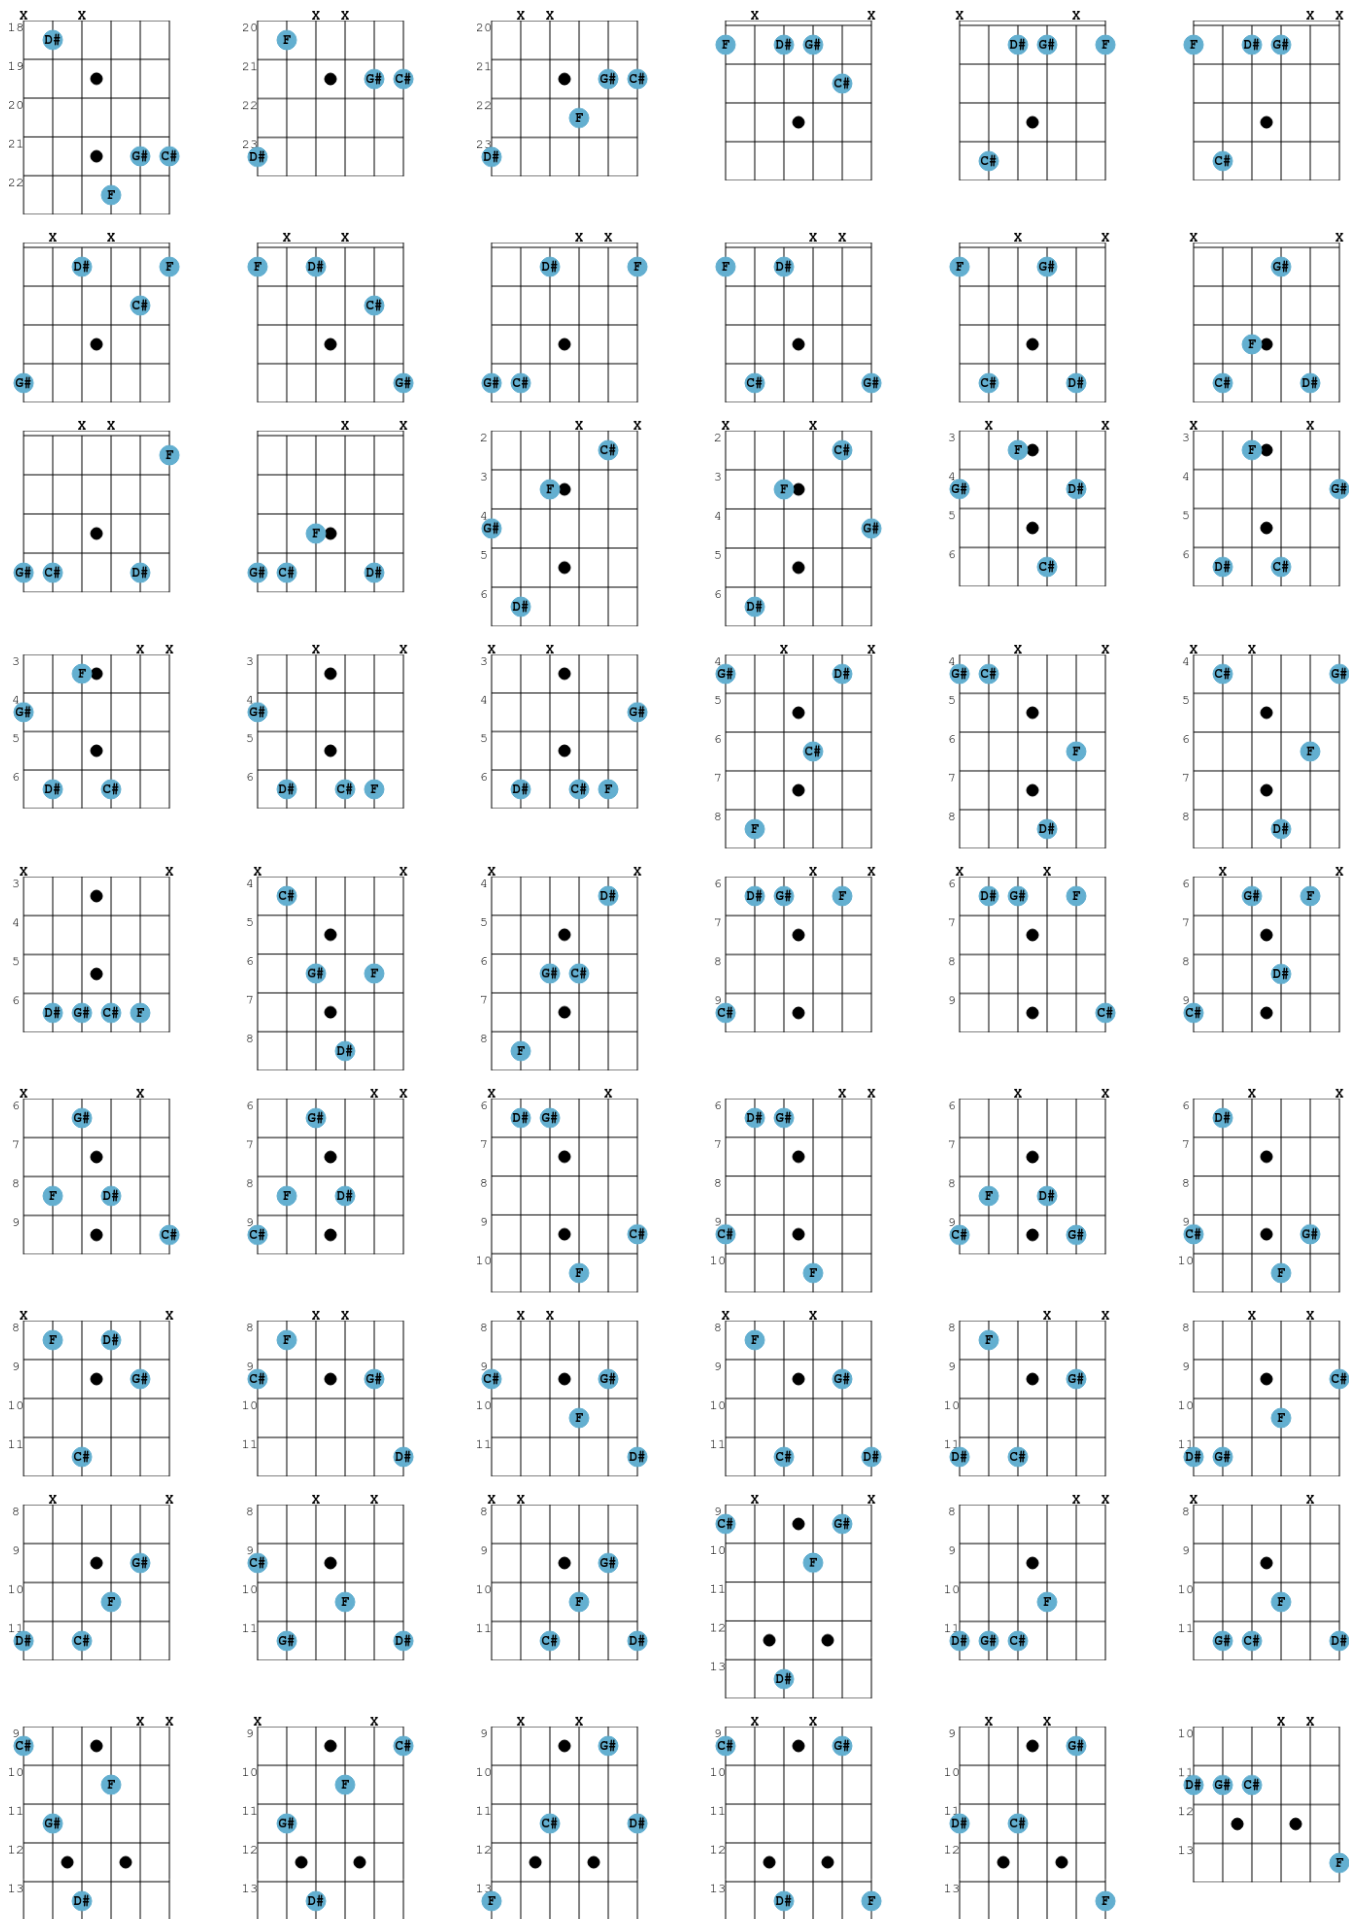 X X
18 D#
19
20
21 G# C#
22 F
X X
20 F
21 G# C#
22
23 D#
X X
20
21 G# C#
22 F
23 D#
X X
F D# G#
C#
X X
D# G# F
C#
X X
F D# G#
C#
X X
D# F
C#
G#
X X
F D#
C#
G#
X X
D# F
G# C#
X X
F D#
C# G#
X X
F G#
C# D#
X X
G#
F
C# D#
X X
F
G# C# D#
X X
F
G# C# D#
X X
2 C#
3 F
4 G#
5
6 D#
X X
2 C#
3 F
4 G#
5
6 D#
X X
3 F
4 G# D#
5
6 C#
X X
3 F
4 G#
5
6 D# C#
X X
3 F
4 G#
5
6 D# C#
X X
3
4 G#
5
6 D# C# F
X X
3
4 G#
5
6 D# C# F
X X
4 G# D#
5
6 C#
7
8 F
X X
4 G# C#
5
6 F
7
8 D#
X X
4 C# G#
5
6 F
7
8 D#
X X
3
4
5
6 D# G# C# F
X X
4 C#
5
6 G# F
7
8 D#
X X
4 D#
5
6 G# C#
7
8 F
X X
6 D# G# F
7
8
9 C#
X X
6 D# G# F
7
8
9 C#
X X
6 G# F
7
8 D#
9 C#
X X
6 G#
7
8 F D#
9 C#
X X
6 G#
7
8 F D#
9 C#
X X
6 D# G#
7
8
9 C#
10 F
X X
6 D# G#
7
8
9 C#
10 F
X X
6
7
8 F D#
9 C# G#
X X
6 D#
7
8
9 C# G#
10 F
X X
8 F D#
9 G#
10
11 C#
X X
8 F
9 C# G#
10
11 D#
X X
8
9 C# G#
10 F
11 D#
X X
8 F
9 G#
10
11 C# D#
X X
8 F
9 G#
10
11 D# C#
X X
8
9 C#
10 F
11 D# G#
X X
8
9 G#
10 F
11 D# C#
X X
8
9 C#
10 F
11 G# D#
X X
8
9 G#
10 F
11 C# D#
X X
9 C# G#
10 F
11
12
13 D#
X X
8
9
10 F
11 D# G# C#
X X
8
9
10 F
11 G# C# D#
X X
9 C#
10 F
11 G#
12
13 D#
X X
9 C#
10 F
11 G#
12
13 D#
X X
9 G#
10
11 C# D#
12
13 F
X X
9 C# G#
10
11
12
13 D# F
X X
9 G#
10
11 D# C#
12
13 F
X X
10
11 D# G# C#
12
13 F